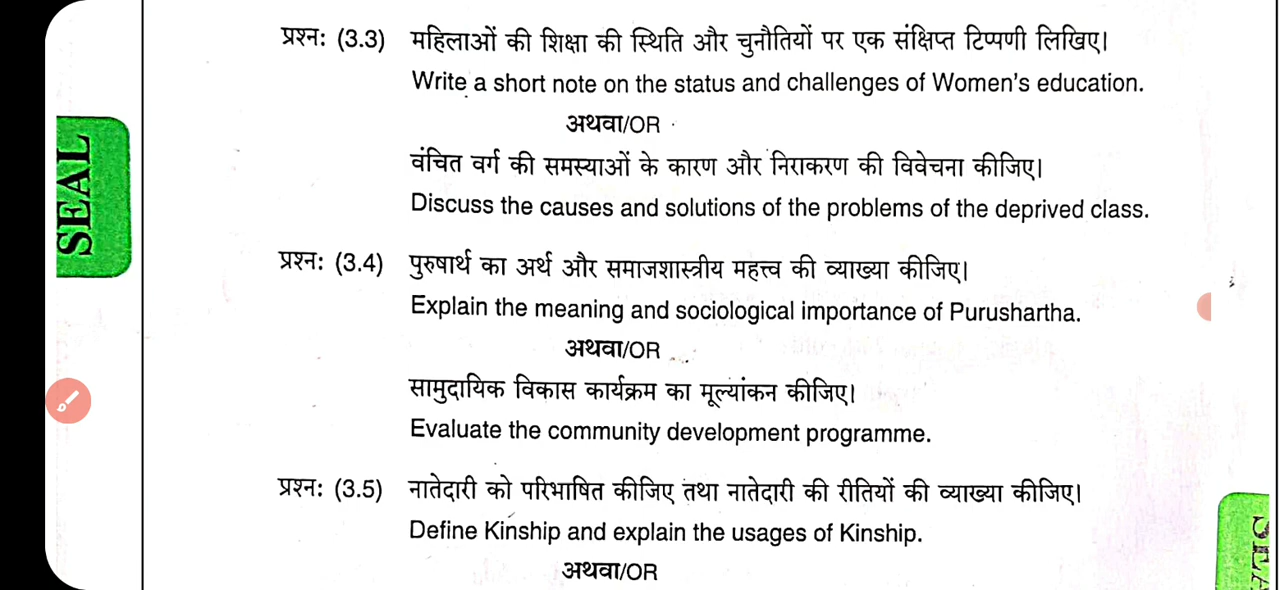 SEAL
प्रश्न: (3.3) महिलाओं की शिक्षा की स्थिति और चुनौतियों पर एक संक्षिप्त टिप्पणी लिखिए।
Write a short note on the status and challenges of Women's education.
अथवा/OR
वंचित वर्ग की समस्याओं के कारण और निराकरण की विवेचना कीजिए।
Discuss the causes and solutions of the problems of the deprived class.
प्रश्न: (3.4) पुरुषार्थ का अर्थ और समाजशास्त्रीय महत्त्व की व्याख्या कीजिए।
Explain the meaning and sociological importance of Purushartha.
अथवा/OR
सामुदायिक विकास कार्यक्रम का मूल्यांकन कीजिए।
Evaluate the community development programme.
प्रश्न: (3.5) नातेदारी को परिभाषित कीजिए तथा नातेदारी की रीतियों की व्याख्या कीजिए।
Define Kinship and explain the usages of Kinship.
अथवा/OR